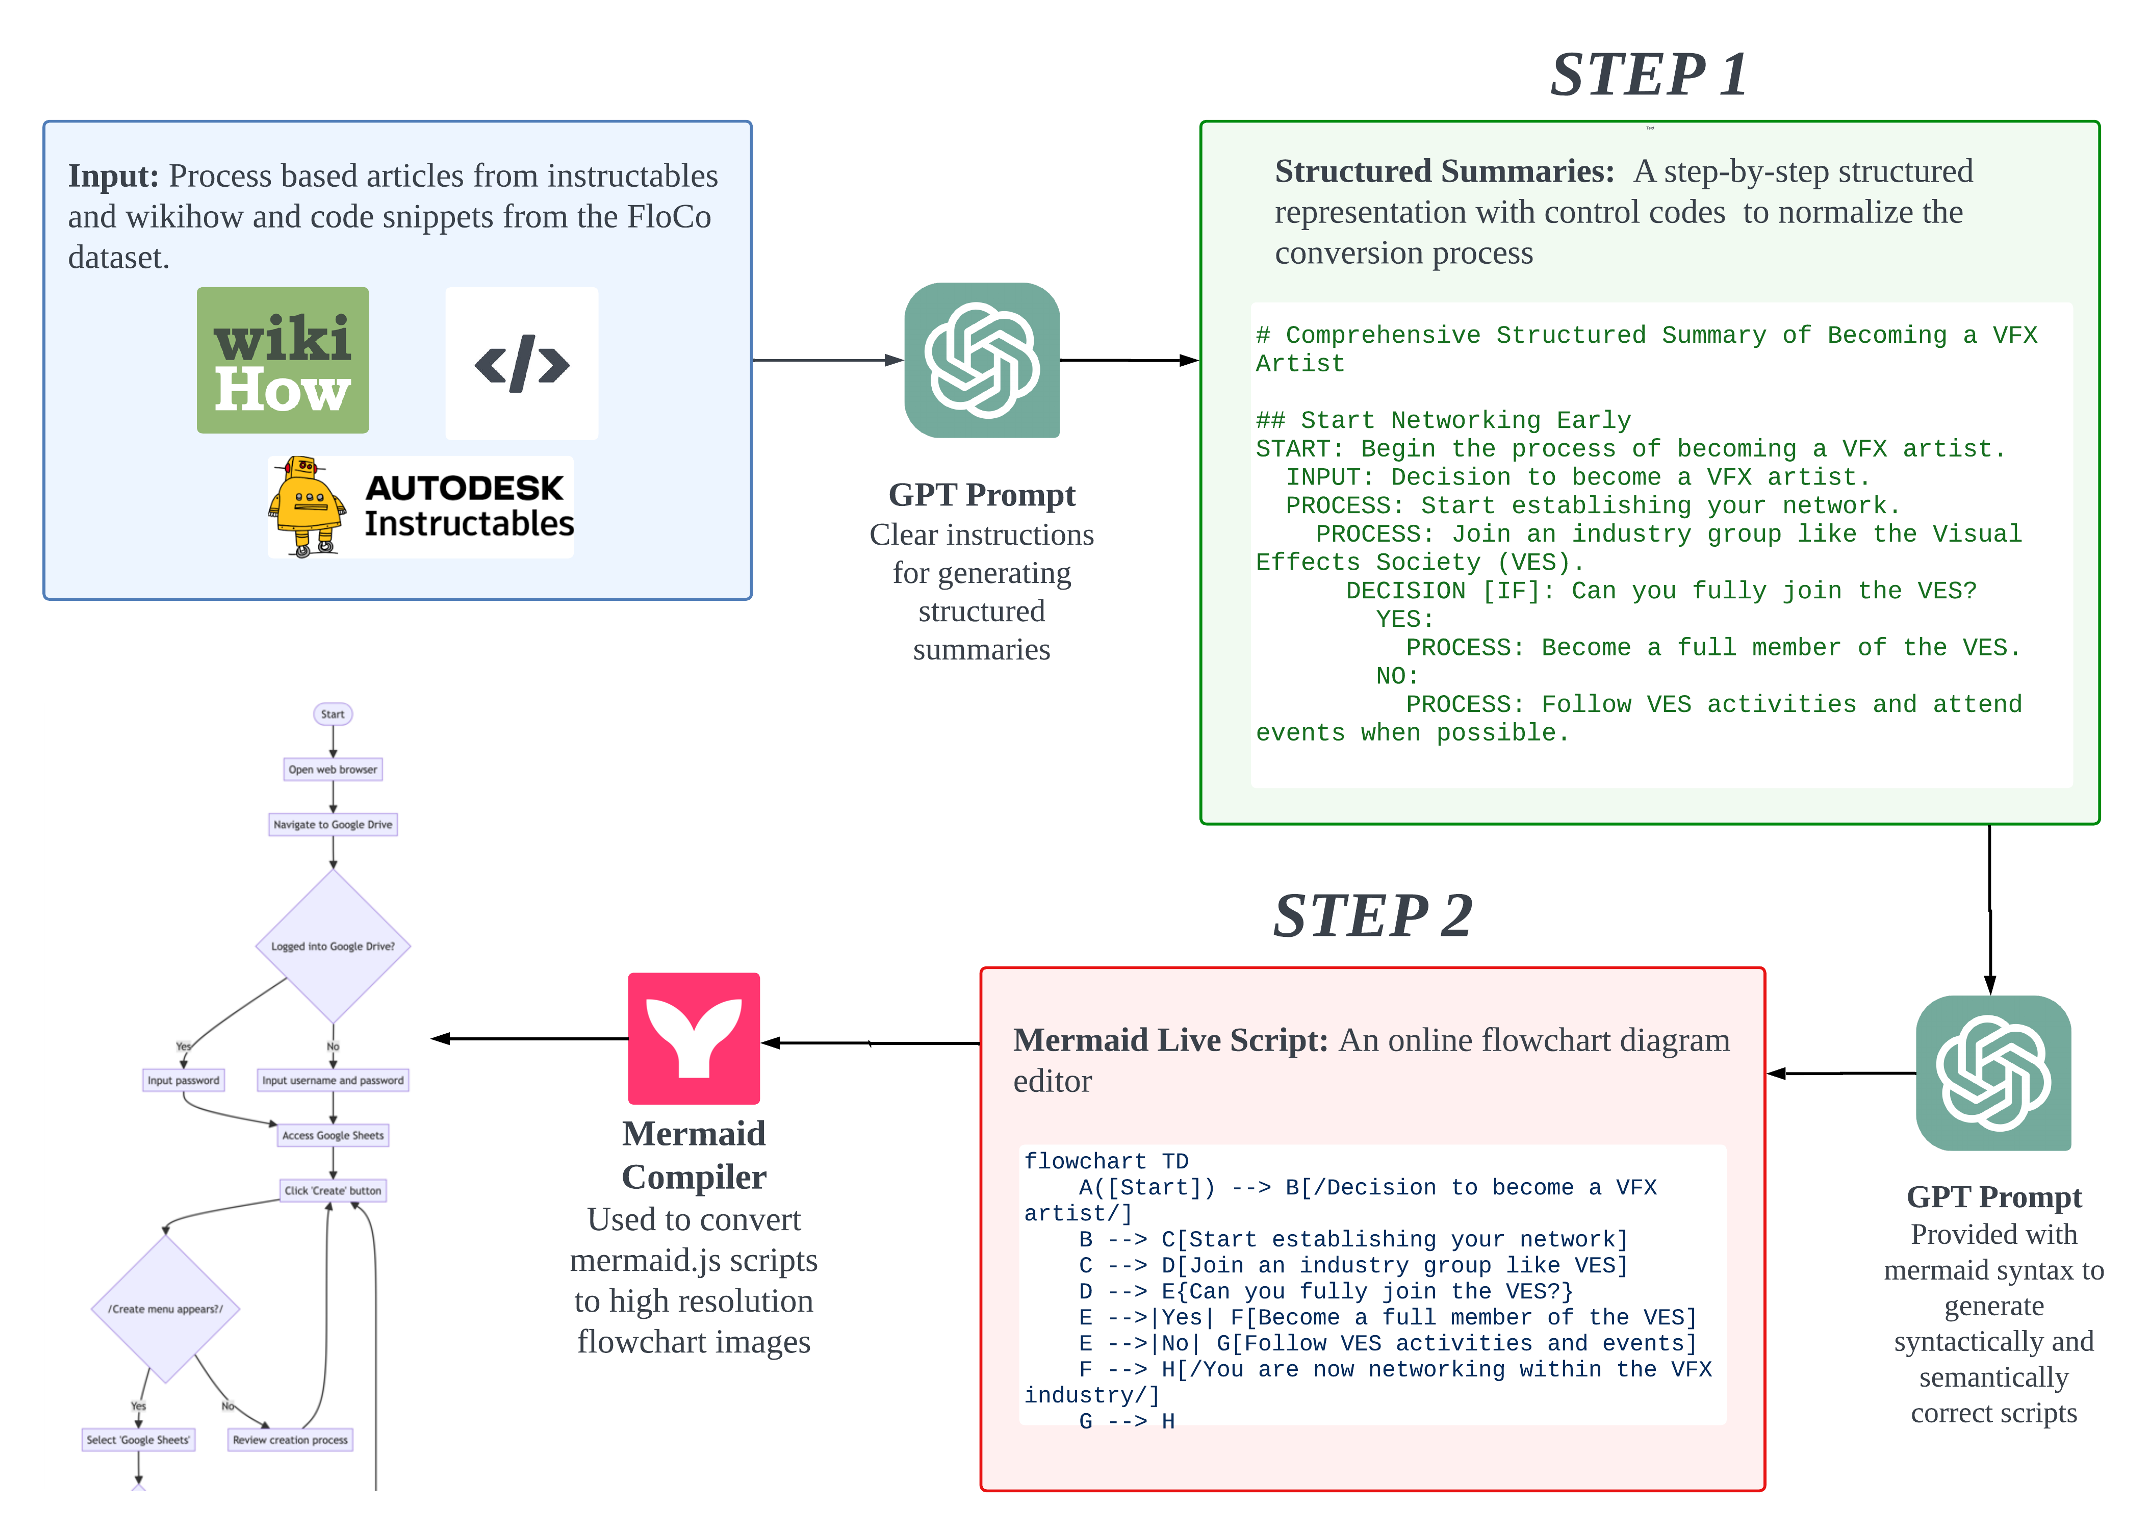 STEP 1
Input: Process based articles from instructables
and wikihow and code snippets from the FloCo
dataset.
wiki
How
</>
AUTODESK
Instructables
GPT Prompt
Clear instructions
for generating
structured
summaries
Structured Summaries:  A step-by-step structured
representation with control codes  to normalize the
conversion process
# Comprehensive Structured Summary of Becoming a VFX
Artist
## Start Networking Early
START: Begin the process of becoming a VFX artist.
  INPUT: Decision to become a VFX artist.
  PROCESS: Start establishing your network.
    PROCESS: Join an industry group like the Visual
Effects Society (VES).
      DECISION [IF]: Can you fully join the VES?
        YES:
          PROCESS: Become a full member of the VES.
        NO:
          PROCESS: Follow VES activities and attend
events when possible.
STEP 2
GPT Prompt
Provided with
mermaid syntax to
generate
syntactically and
semantically
correct scripts
Mermaid Live Script: An online flowchart diagram
editor
flowchart TD
    A([Start]) --> B[/Decision to become a VFX
artist/]
    B --> C[Start establishing your network]
    C --> D[Join an industry group like VES]
    D --> E{Can you fully join the VES?}
    E -->|Yes| F[Become a full member of the VES]
    E -->|No| G[Follow VES activities and events]
    F --> H[/You are now networking within the VFX
industry/]
    G --> H
Mermaid
Compiler
Used to convert
mermaid.js scripts
to high resolution
flowchart images
Start
Open web browser
Navigate to Google Drive
Logged into Google Drive?
Yes
No
Input password
Input username and password
Access Google Sheets
Click 'Create' button
/Create menu appears?/
Yes
No
Select 'Google Sheets'
Review creation process